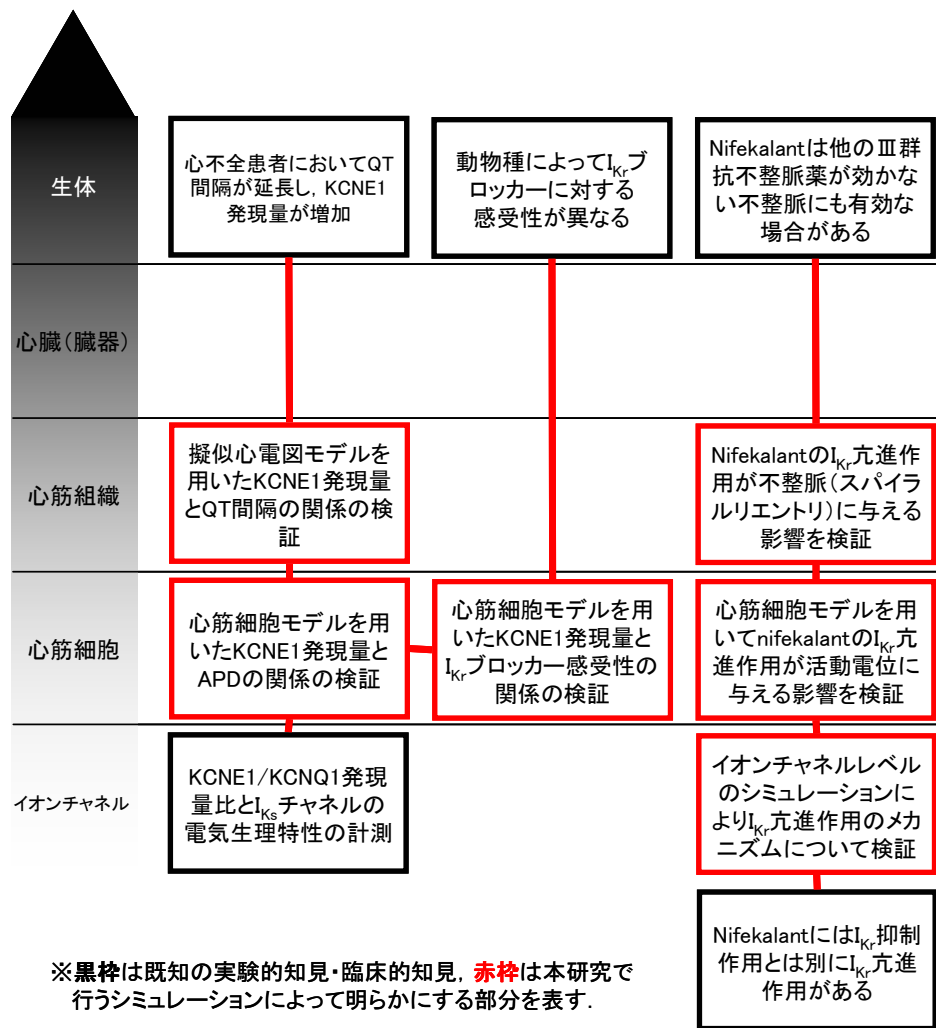 生体
心不全患者においてQT
間隔が延長し，KCNE1
発現量が増加
動物種によってIKrブ
ロッカーに対する
感受性が異なる
Nifekalantは他のⅢ群
抗不整脈薬が効かな
い不整脈にも有効な
場合がある
心臓（臓器）
心筋組織
擬似心電図モデルを
用いたKCNE1発現量
とQT間隔の関係の検
証
NifekalantのIKr亢進作
用が不整脈（スパイラ
ルリエントリ）に与える
影響を検証
心筋細胞
心筋細胞モデルを用
いたKCNE1発現量と
APDの関係の検証
心筋細胞モデルを用
いたKCNE1発現量と
IKrブロッカー感受性の
関係の検証
心筋細胞モデルを用
いてnifekalantのIKr亢
進作用が活動電位に
与える影響を検証
イオンチャネル
KCNE1/KCNQ1発現
量比とIKsチャネルの
電気生理特性の計測
イオンチャネルレベル
のシミュレーションに
よりIKr亢進作用のメカ
ニズムについて検証
NifekalantにはIKr抑制
作用とは別にIKr亢進
作用がある
※黒枠は既知の実験的知見・臨床的知見，赤枠は本研究で
行うシミュレーションによって明らかにする部分を表す．